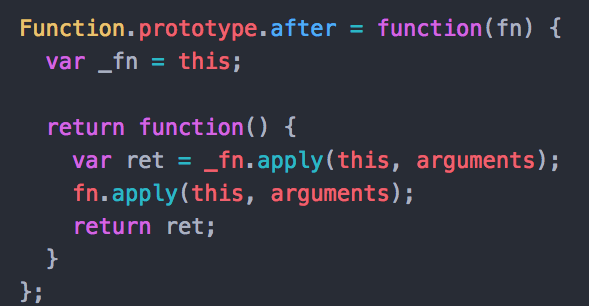 Function.prototype.after = function(fn) {
  var _fn = this;

  return function() {
    var ret = _fn.apply(this, arguments);
    fn.apply(this, arguments);
    return ret;
  }
};